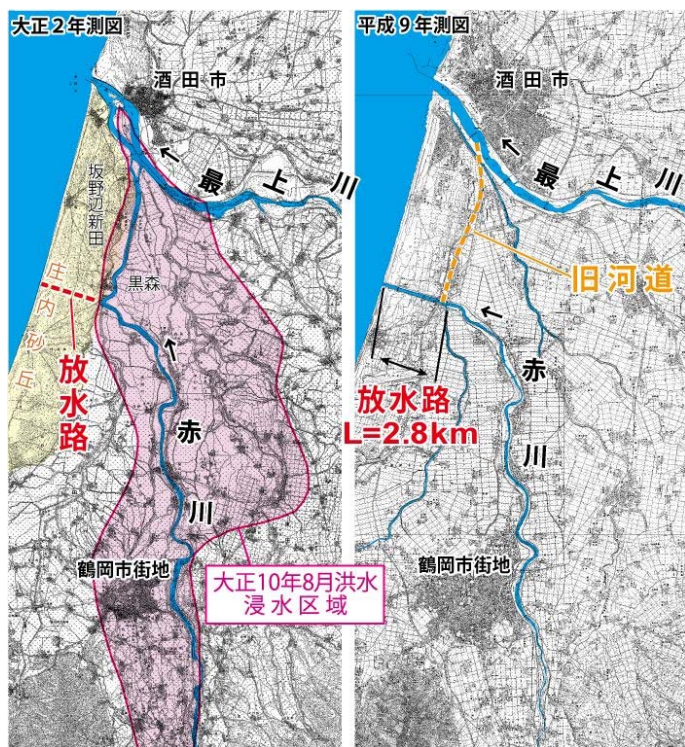 大正２年測図
酒田市
最上川
坂野辺新田
黒森
庄内砂丘
放水路
赤川
鶴岡市街地
大正10年8月洪水
浸水区域
平成９年測図
酒田市
最上川
旧河道
放水路
L=2.8km
赤川
鶴岡市街地